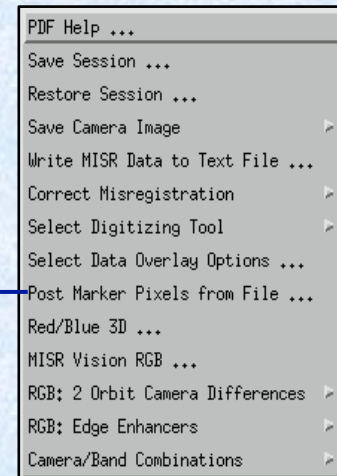 PDF Help ...
Save Session ...
Restore Session ...
Save Camera Image
Write MISR Data to Text File ...
Correct Misregistration
Select Digitizing Tool
Select Data Overlay Options ...
Post Marker Pixels from File ...
Red/Blue 3D ...
MISR Vision RGB ...
RGB: 2 Orbit Camera Differences
RGB: Edge Enhancers
Camera/Band Combinations